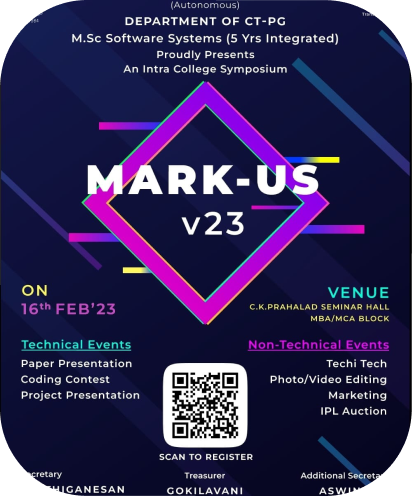 (Autonomous)
DEPARTMENT OF CT-PG
M.Sc Software Systems (5 Yrs Integrated)
Proudly Presents
An Intra College Symposium
MARK-US
v23
ON
16th FEB'23
VENUE
C.K.PRAHALAD SEMINAR HALL
MBA/MCA BLOCK
Technical Events
Paper Presentation
Coding Contest
Project Presentation
Non-Technical Events
Techi Tech
Photo/Video Editing
Marketing
IPL Auction
SCAN TO REGISTER
Treasurer
GOKILAVANI
Additional